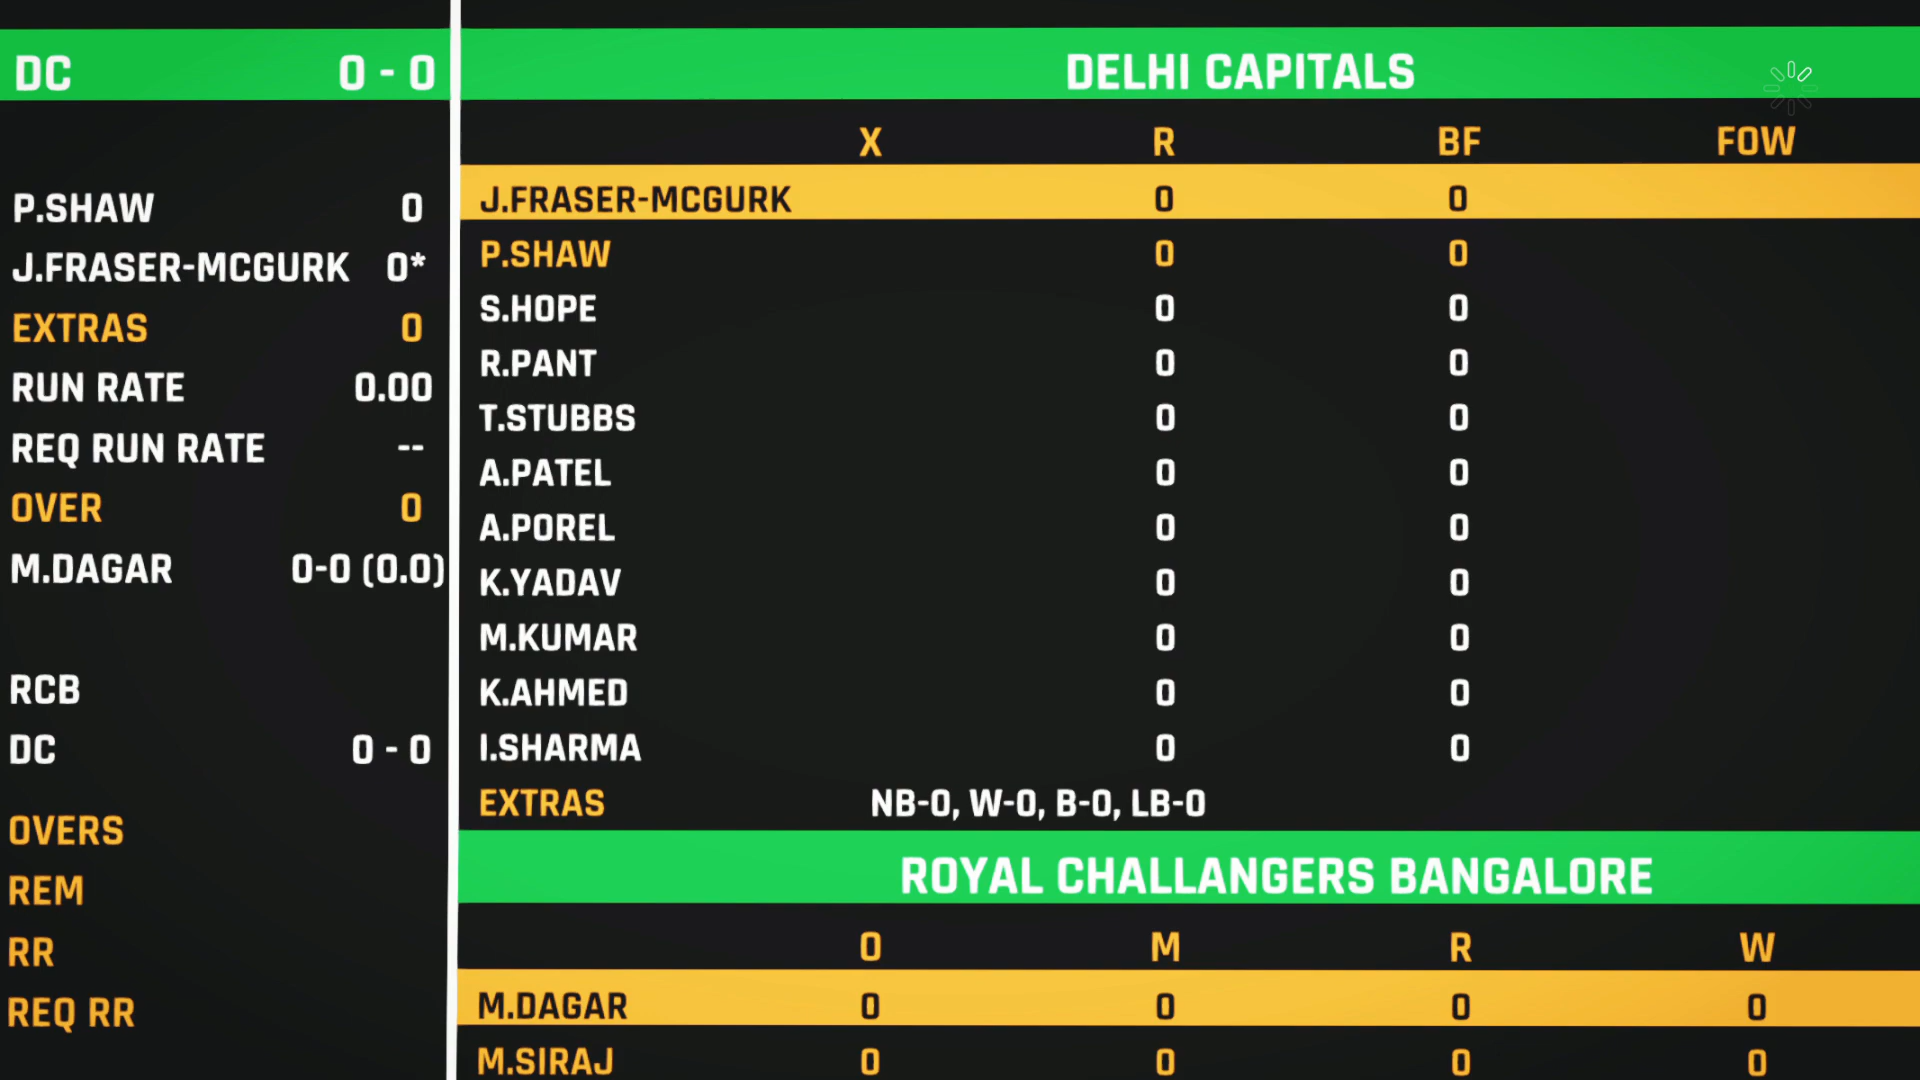 DC 0 - 0
P.SHAW 0
J.FRASER-MCGURK 0*
EXTRAS 0
RUN RATE 0.00
REQ RUN RATE --
OVER 0
M.DAGAR 0-0 (0.0)
RCB
DC 0 - 0
OVERS
REM
RR
REQ RR
DELHI CAPITALS
X R BF FOW
J.FRASER-MCGURK 0 0
P.SHAW 0 0
S.HOPE 0 0
R.PANT 0 0
T.STUBBS 0 0
A.PATEL 0 0
A.POREL 0 0
K.YADAV 0 0
M.KUMAR 0 0
K.AHMED 0 0
I.SHARMA 0 0
EXTRAS NB-0, W-0, B-0, LB-0
ROYAL CHALLANGERS BANGALORE
O M R W
M.DAGAR 0 0 0 0
M.SIRAJ 0 0 0 0